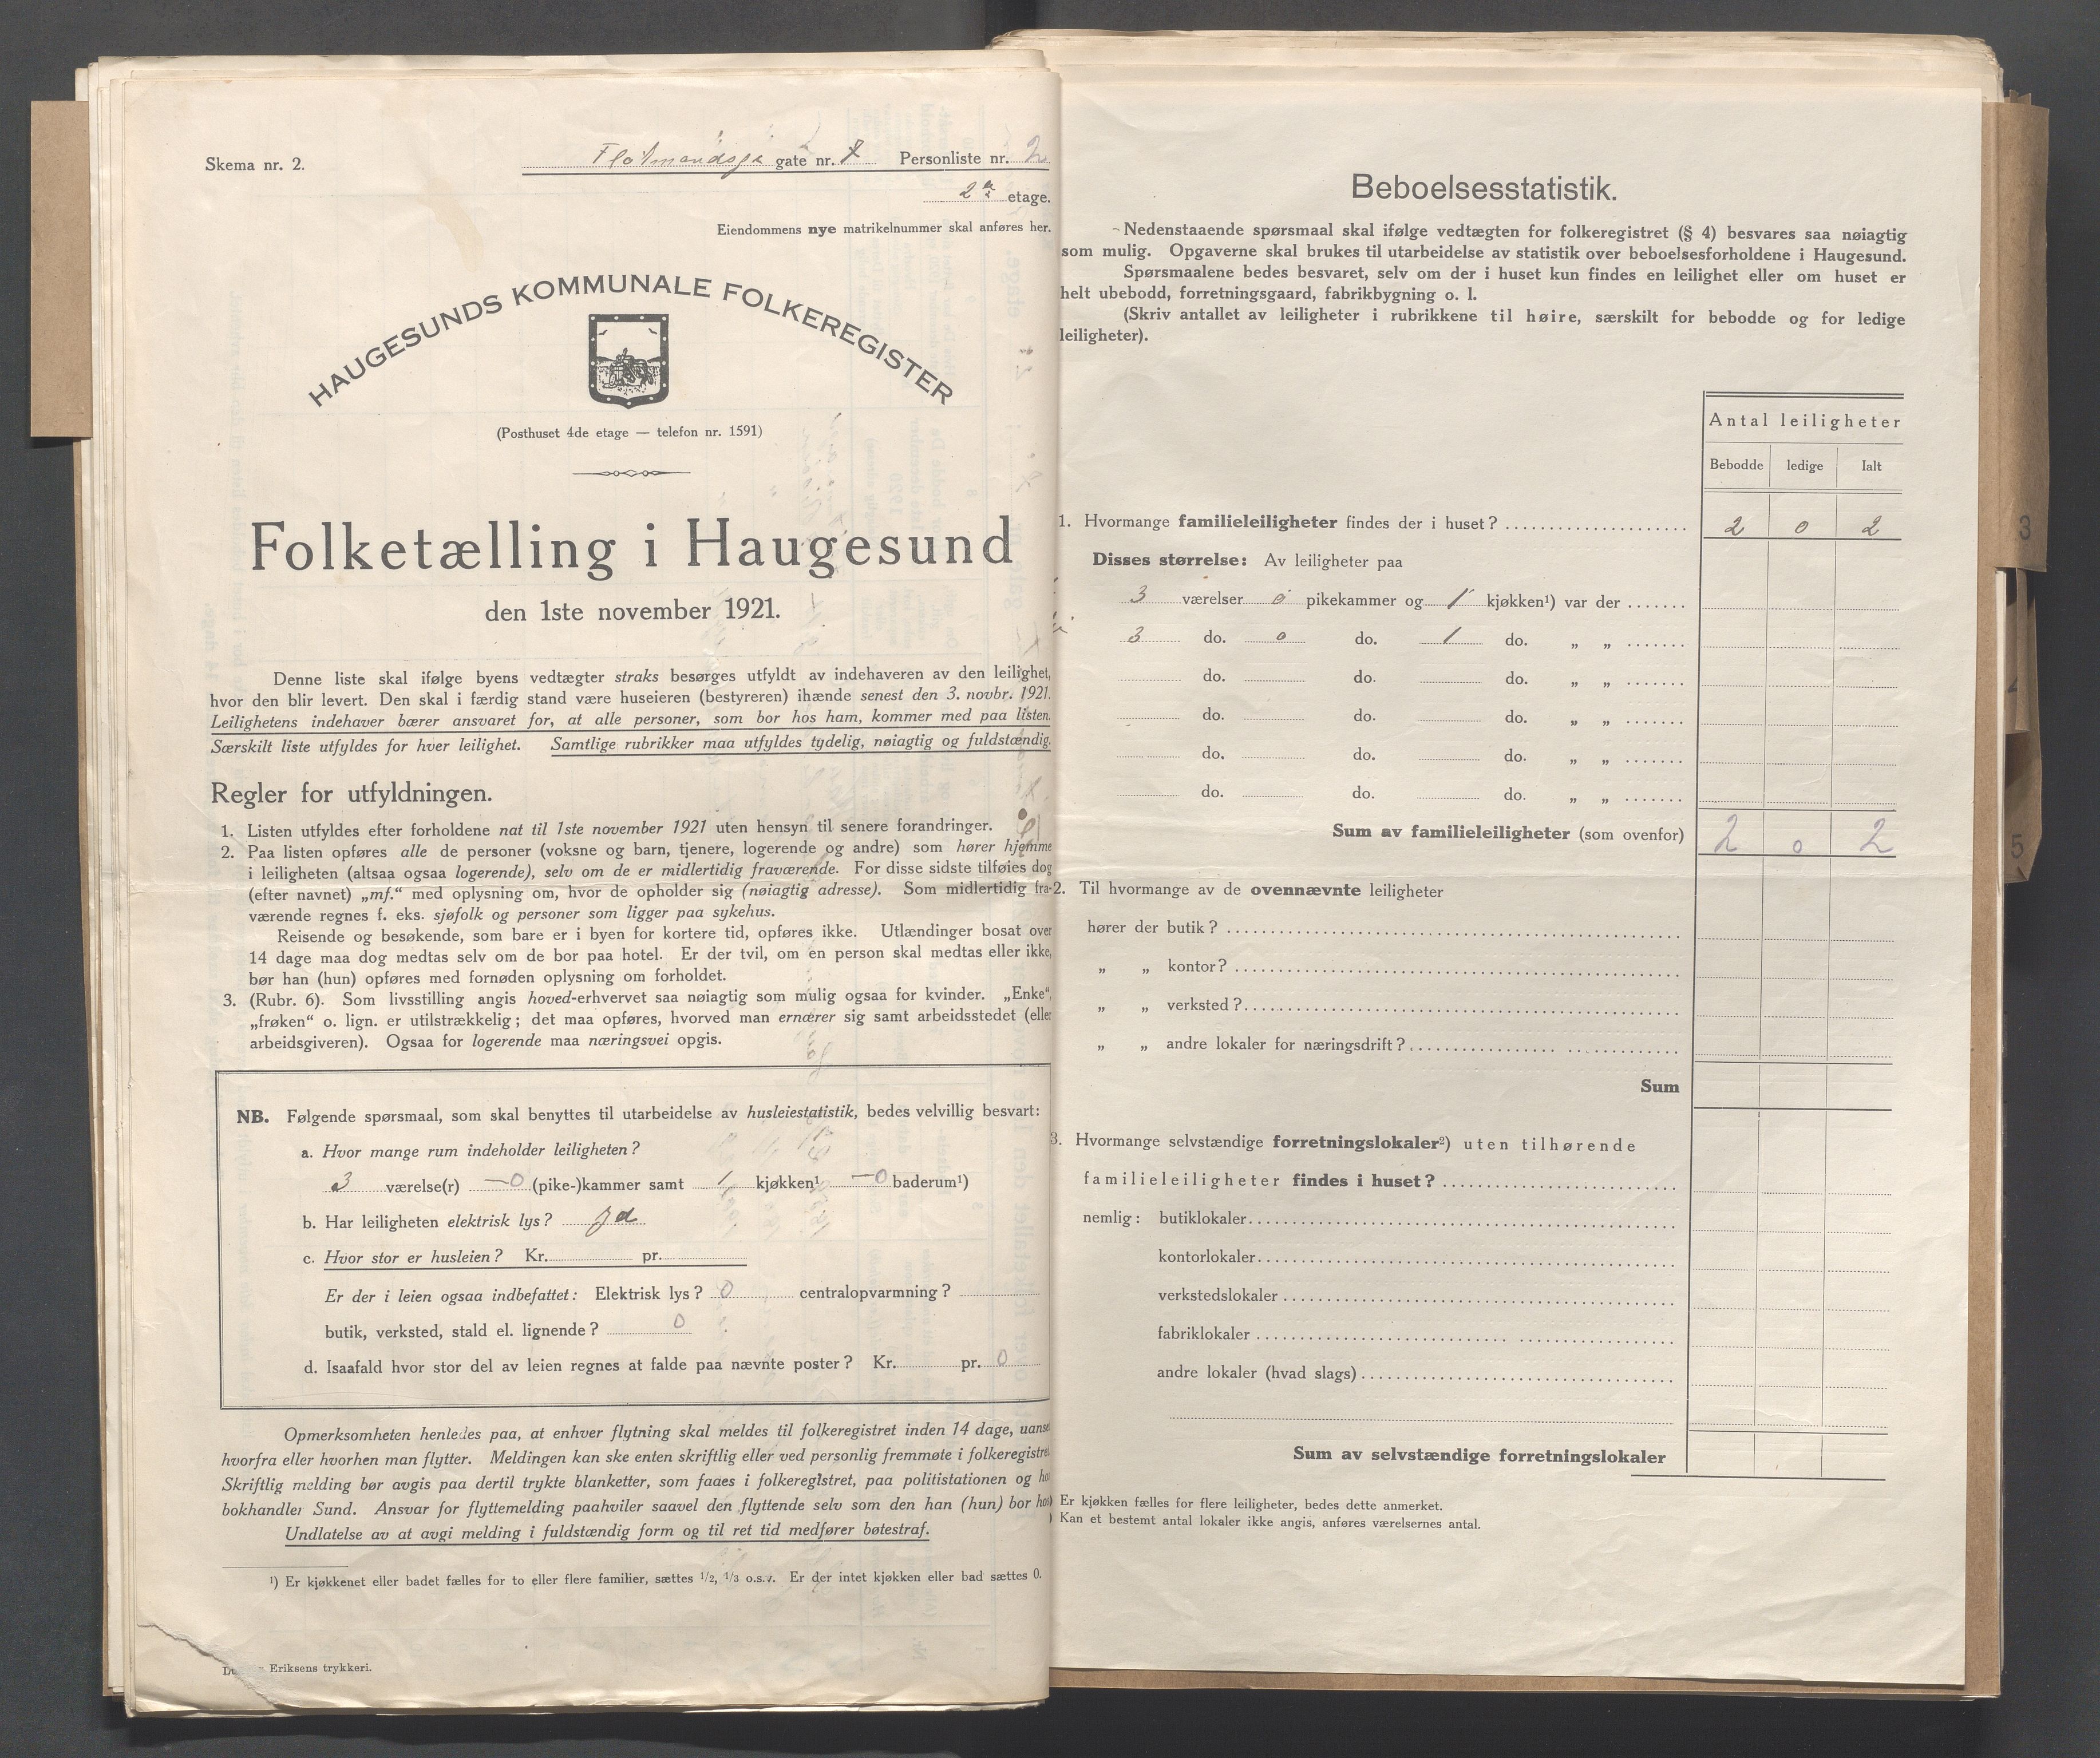 Skema nr. 2. Flotmandsga gate nr. Personliste nr. 2
2 etage.
Eiendommens nye matrikelnummer skal anføres her.
HAUGESUNDS KOMMUNALE FOLKEREGISTER
(Posthuset 4de etage — telefon nr. 1591)
Folketælling i Haugesund
den 1ste november 1921.
Denne liste skal ifølge byens vedtægter straks besørges utfyldt av indehaveren av den leilighet,
hvor den blir levert. Den skal i færdig stand være huseieren (bestyreren) ihænde senest den 3. novbr. 1921.
Leilighetens indehaver bærer ansvaret for, at alle personer, som bor hos ham, kommer med paa listen.
Særskilt liste utfyldes for hver leilighet. Samtlige rubrikker maa utfyldes tydelig, nøiagtig og fuldstændig.
Regler for utfyldningen.
1. Listen utfyldes efter forholdene nat til 1ste november 1921 uten hensyn til senere forandringer.
2. Paa listen opføres alle de personer (voksne og barn, tjenere, logerende og andre) som hører hjemme
i leiligheten (altsaa ogsaa logerende), selv om de er midlertidig fraværende. For disse sidste tilføies dog
(efter navnet) „mf.“ med oplysning om, hvor de opholder sig (nøiagtig adresse). Som midlertidig fra-
værende regnes f. eks. sjøfolk og personer som ligger paa sykehus.
Reisende og besøkende, som bare er i byen for kortere tid, opføres ikke. Utlændinger bosat over
14 dage maa dog medtas selv om de bor paa hotel. Er der tvil, om en person skal medtas eller ikke,
bør han (hun) opføres med fornøden oplysning om forholdet.
3. (Rubr. 6). Som livsstilling angis hoved-erhvervet saa nøiagtig som mulig ogsaa for kvinder. „Enke“,
„frøken“ o. lign. er utilstrækkelig; det maa opføres, hvorved man ernærer sig samt arbeidsstedet (eller
arbeidsgiveren). Ogsaa for logerende maa næringsvei opgis.
NB. Følgende spørsmaal, som skal benyttes til utarbeidelse av husleiestatistik, bedes velvillig besvart:
a. Hvor mange rum indeholder leiligheten?
3 værelse(r) —0 (pike-)kammer samt 1 kjøkken¹ —0 baderum¹)
b. Har leiligheten elektrisk lys? Ja
c. Hvor stor er husleien? Kr. pr.
Er der i leien ogsaa indbefattet: Elektrisk lys? 0 centralopvarmning?
butik, verksted, stald el. lignende? 0
d. Isaafald hvor stor del av leien regnes at falde paa nævnte poster? Kr. pr. 0
Opmerksomheten henledes paa, at enhver flytning skal meldes til folkeregistret inden 14 dage, uanse
hvorfra eller hvorhen man flytter. Meldingen kan ske enten skriftlig eller ved personlig fremmøte i folkeregistret
Skriftlig melding bør avgis paa dertil trykte blanketter, som faaes i folkeregistret, paa politistationen og ho
bokhandler Sund. Ansvar for flyttemelding paahviler saavel den flyttende selv som den han (hun) bor hos
Undlatelse av at avgi melding i fuldstændig form og til ret tid medfører bøtestraf.
¹) Er kjøkkenet eller badet fælles for to eller flere familier, sættes 1/2, 1/3 o.s.v. Er der intet kjøkken eller bad sættes 0.
Eriksens trykkeri.
Beboelsesstatistik.
Nedenstaaende spørsmaal skal ifølge vedtægten for folkeregistret (§ 4) besvares saa nøiagtig
som mulig. Opgaverne skal brukes til utarbeidelse av statistik over beboelsesforholdene i Haugesund.
Spørsmaalene bedes besvaret, selv om der i huset kun findes en leilighet eller om huset er
helt ubebodd, forretningsgaard, fabrikbygning o. l.
(Skriv antallet av leiligheter i rubrikkene til høire, særskilt for bebodde og for ledige
leiligheter).
Antal leiligheter
Bebodde ledige Ialt
1. Hvormange familieleiligheter findes der i huset? 2 0 2
Disses størrelse: Av leiligheter paa
3 værelser 0 pikekammer og 1 kjøkken¹) var der
3 do. 0 do. 1 do. „ „
do. do. do. „ „
do. do. do. „ „
do. do. do. „ „
do. do. do. „ „
Sum av familieleiligheter (som ovenfor) 2 0 2
2. Til hvormange av de ovennævnte leiligheter
hører der butik?
„ „ kontor?
„ „ verksted?
„ „ andre lokaler for næringsdrift?
Sum
3. Hvormange selvstændige forretningslokaler²) uten tilhørende
familieleiligheter findes i huset?
nemlig: butiklokaler
kontorlokaler
verkstedslokaler
fabriklokaler
andre lokaler (hvad slags)
Sum av selvstændige forretningslokaler
) Er kjøkken fælles for flere leiligheter, bedes dette anmerket.
) Kan et bestemt antal lokaler ikke angis, anføres værelsernes antal.
3
5